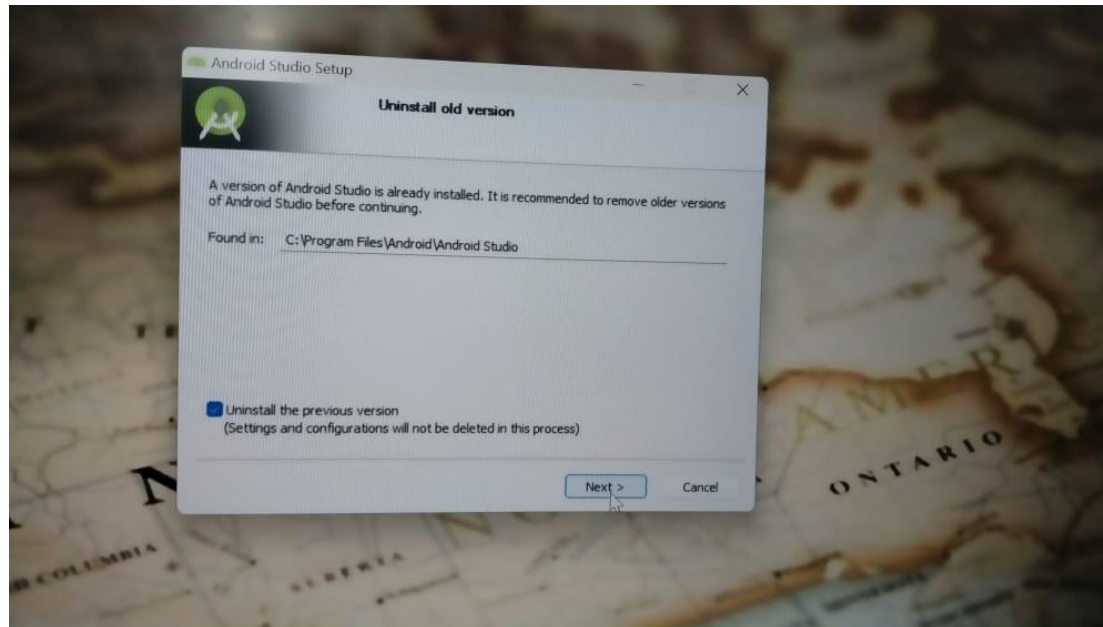 Android Studio Setup
Uninstall old version
A version of Android Studio is already installed. It is recommended to remove older versions
of Android Studio before continuing.
Found in: C:\Program Files\Android\Android Studio
Uninstall the previous version
(Settings and configurations will not be deleted in this process)
Next >
Cancel
ONTARIO